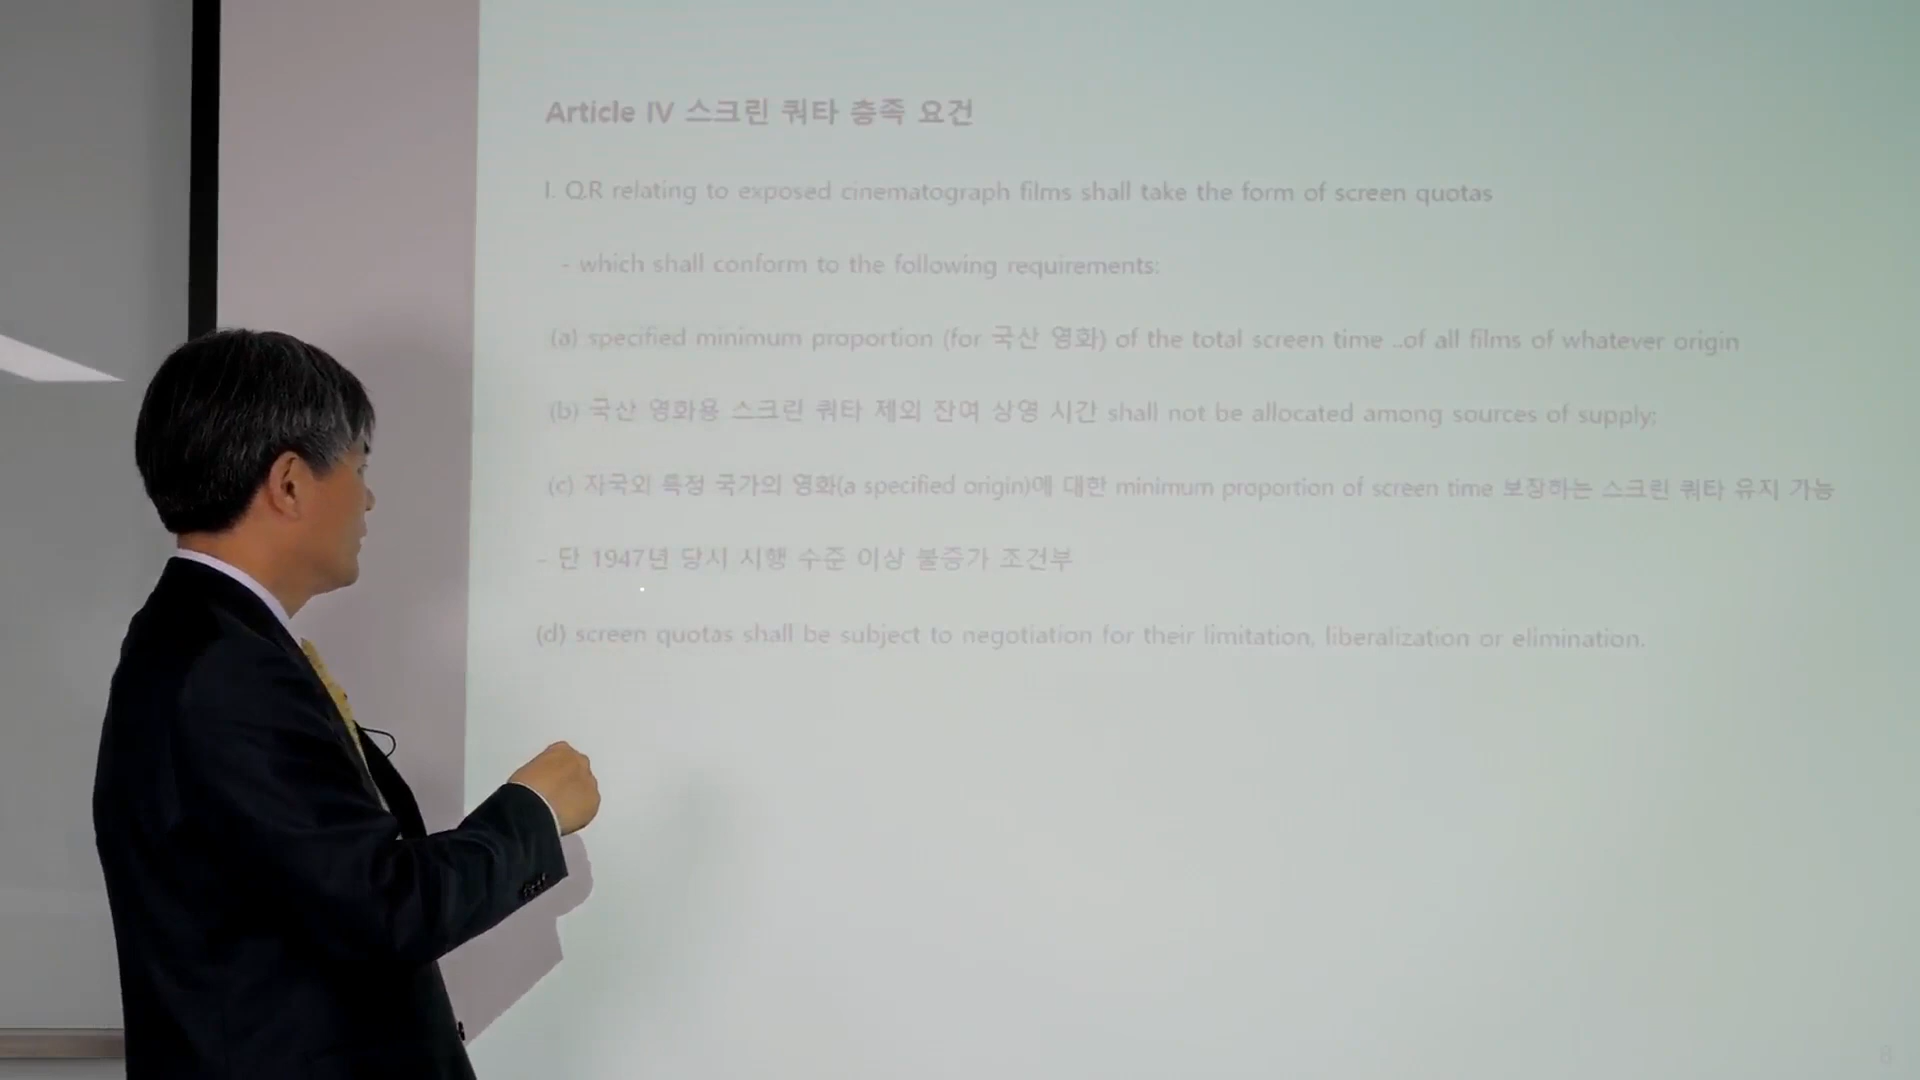 Article IV 스크린 쿼타 충족 요건
I. Q.R relating to exposed cinematograph films shall take the form of screen quotas
- which shall conform to the following requirements:
(a) specified minimum proportion (for 국산 영화) of the total screen time ..of all films of whatever origin
(b) 국산 영화용 스크린 쿼타 제외 잔여 상영 시간 shall not be allocated among sources of supply;
(c) 자국외 특정 국가의 영화(a specified origin)에 대한 minimum proportion of screen time 보장하는 스크린 쿼타 유지 가능
- 단 1947년 당시 시행 수준 이상 불증가 조건부
(d) screen quotas shall be subject to negotiation for their limitation, liberalization or elimination.
8